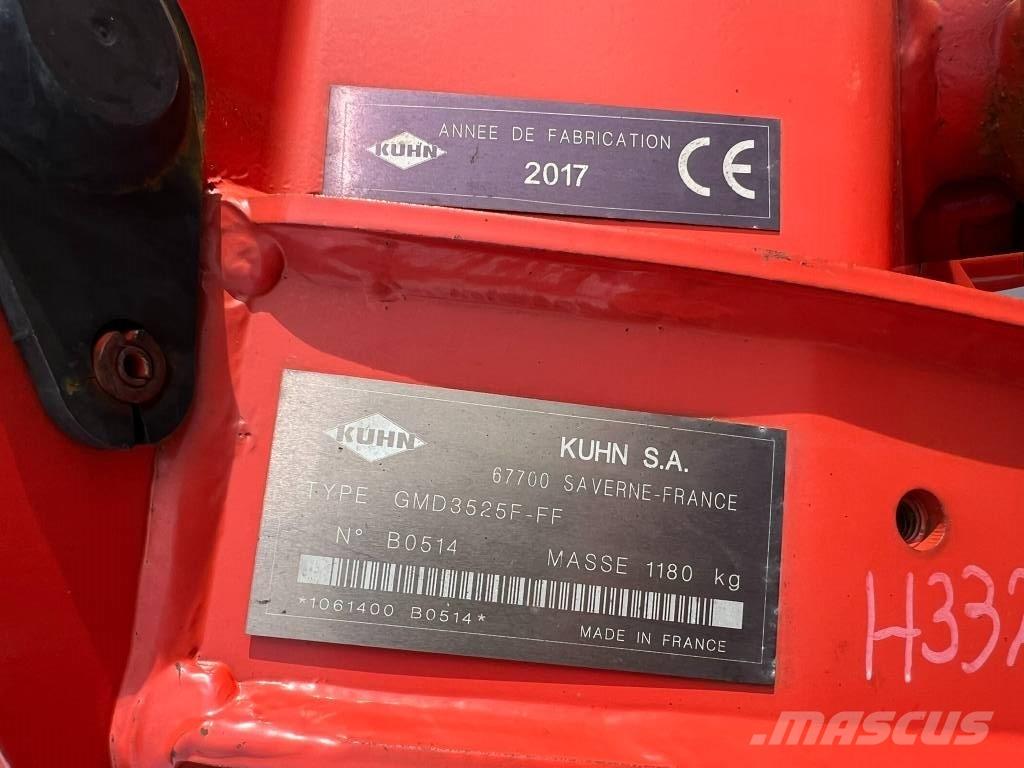 KUHN
ANNEE DE FABRICATION
2017
CE
KUHN
KUHN S.A.
67700 SAVERNE-FRANCE
TYPE GMD3525F-FF
N° B0514 MASSE 1180 kg
*1061400 B0514*
MADE IN FRANCE
MASCUS